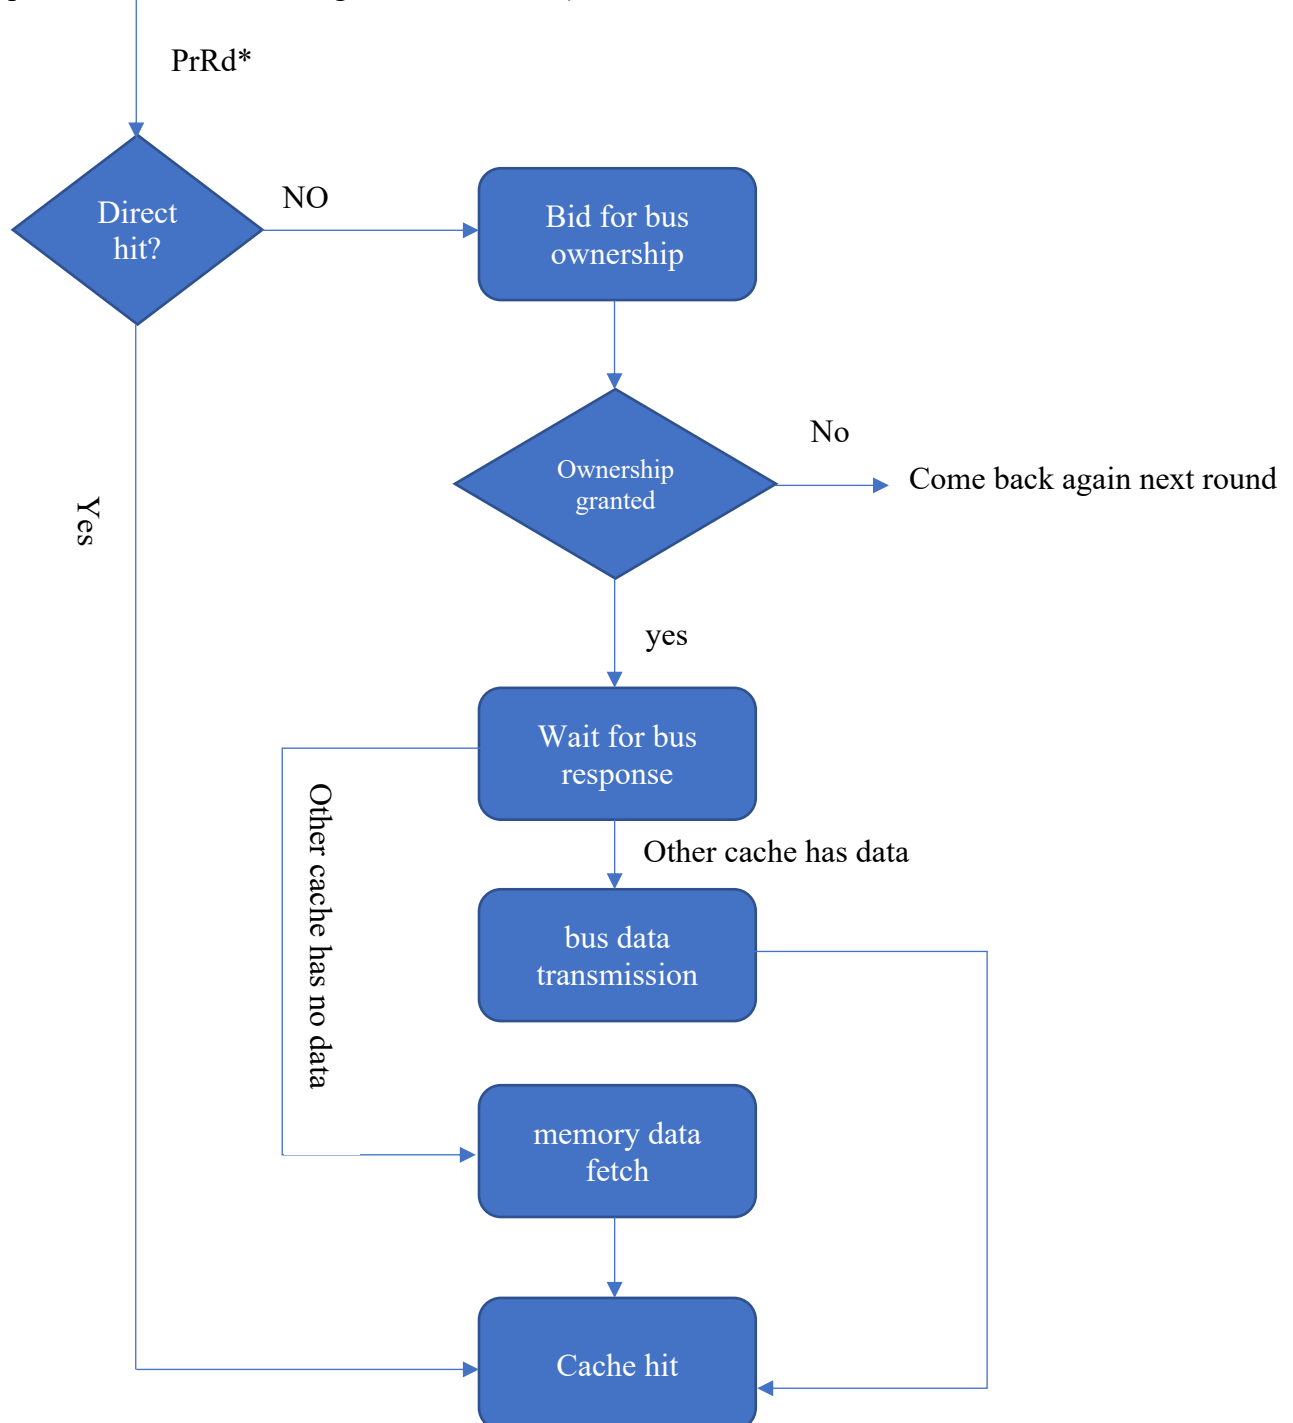 PrRd*
Direct
hit?
NO
Bid for bus
ownership
No
Ownership
granted
Come back again next round
Yes
yes
Wait for bus
response
Other cache has no data
Other cache has data
bus data
transmission
memory data
fetch
Cache hit